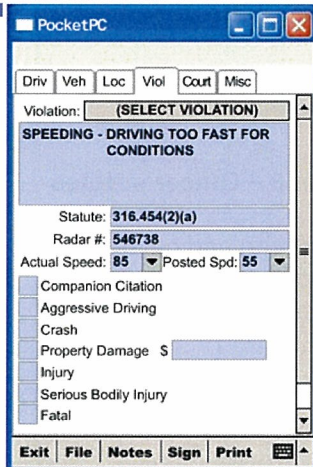 PocketPC
Driv Veh Loc Viol Court Misc
Violation: (SELECT VIOLATION)
SPEEDING - DRIVING TOO FAST FOR
CONDITIONS
Statute: 316.454(2)(a)
Radar #: 546738
Actual Speed: 85 Posted Spd: 55
Companion Citation
Aggressive Driving
Crash
Property Damage $
Injury
Serious Bodily Injury
Fatal
Exit File Notes Sign Print